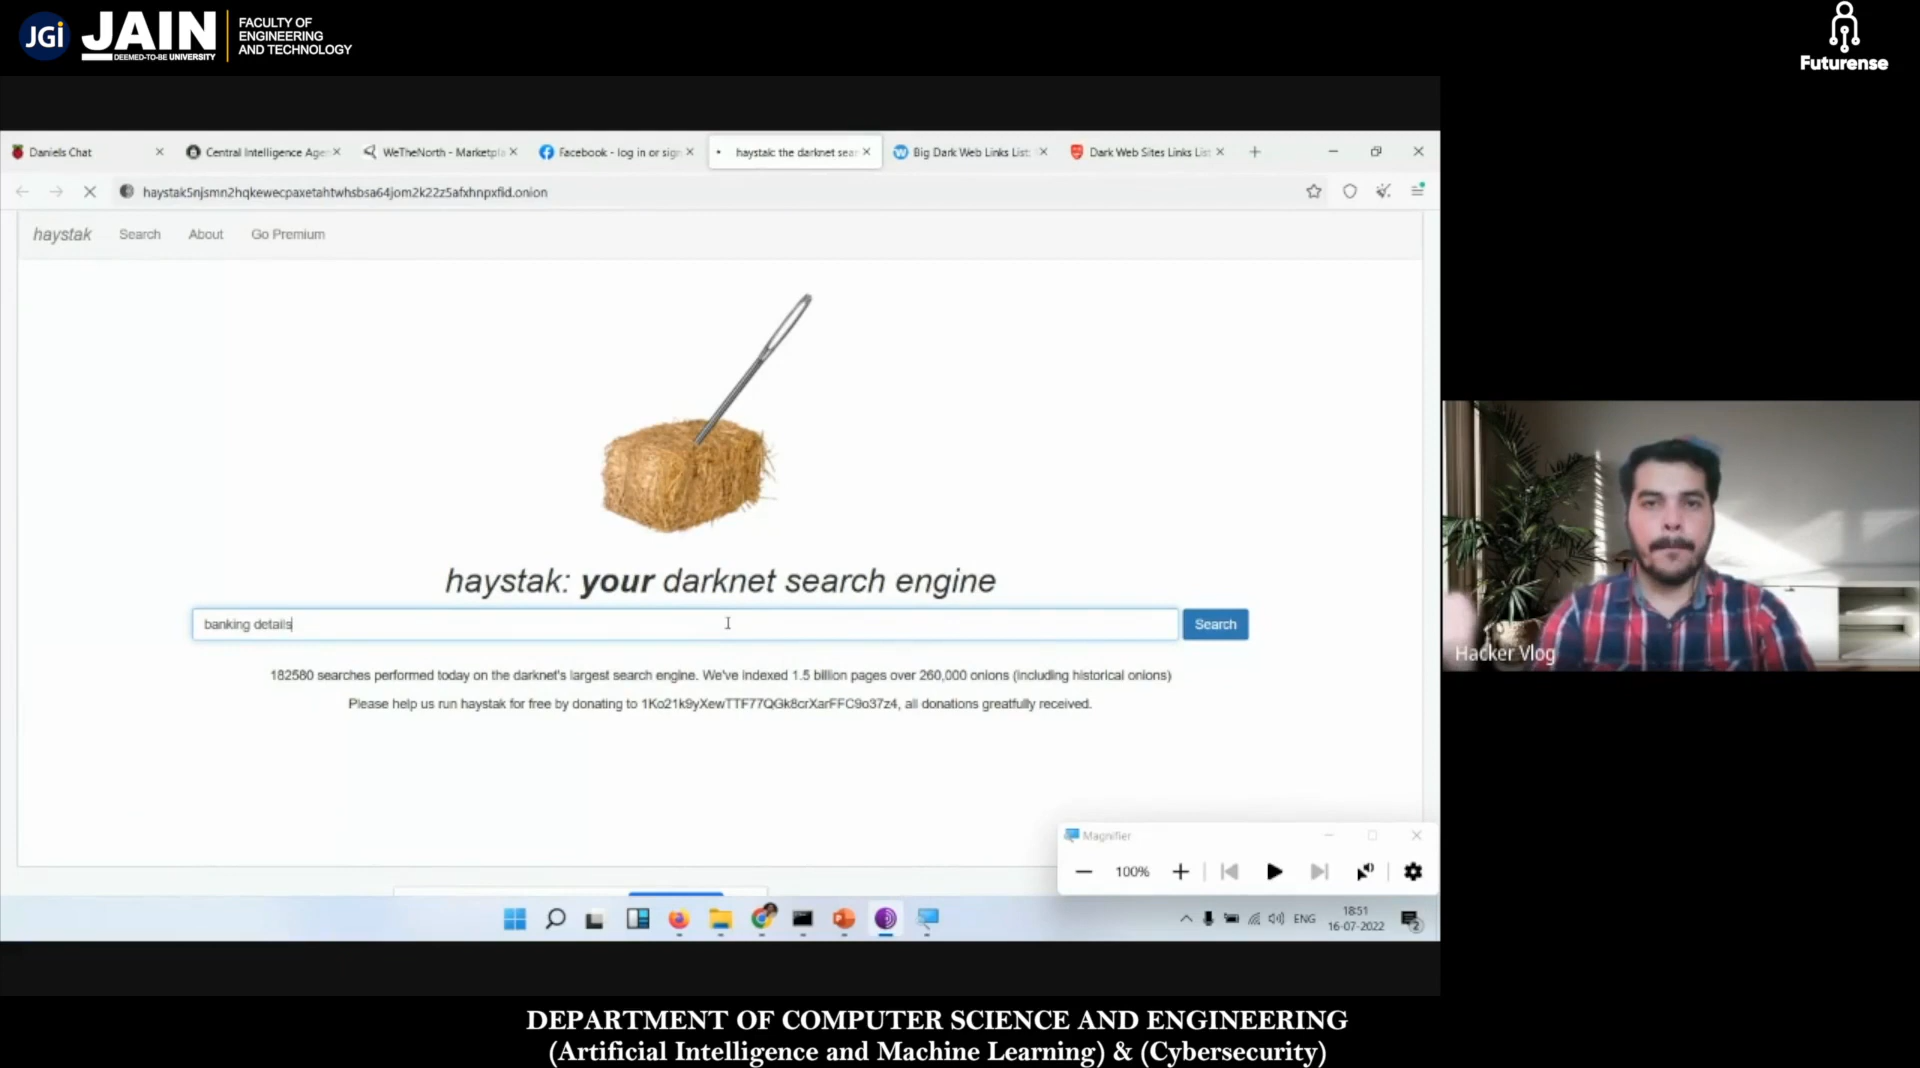 JGi JAIN DEEMED-TO-BE UNIVERSITY
FACULTY OF
ENGINEERING
AND TECHNOLOGY
Futurense
Daniels Chat
Central Intelligence Age
WeTheNorth - Marketpla
Facebook - log in or sign
haystak: the darknet sear
Big Dark Web Links List:
Dark Web Sites Links List
haystak5njsmn2hqkewecpaxetahtwhsbsa64jom2k22z5afxhnpxfid.onion
haystak Search About Go Premium
haystak: your darknet search engine
banking details
Search
182580 searches performed today on the darknet's largest search engine. We've indexed 1.5 billion pages over 260,000 onions (including historical onions)
Please help us run haystak for free by donating to 1Ko21k9yXewTTF77QGk8crXarFFC9o37z4, all donations greatfully received.
Hacker Vlog
Magnifier
100%
ENG
18:51
16-07-2022
2
DEPARTMENT OF COMPUTER SCIENCE AND ENGINEERING
(Artificial Intelligence and Machine Learning) & (Cybersecurity)